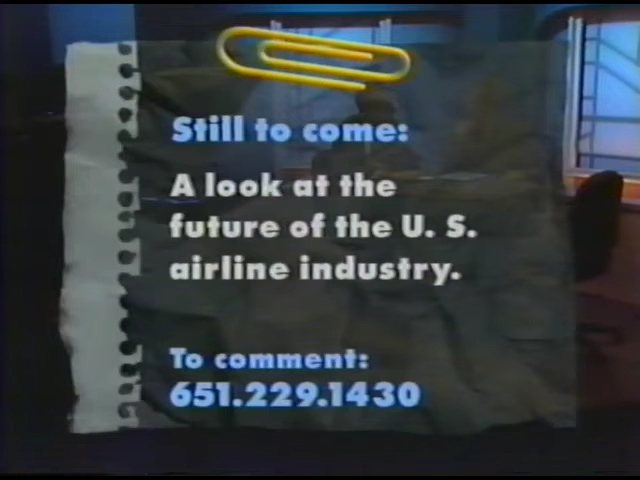 Still to come:
A look at the
future of the U. S.
airline industry.
To comment:
651.229.1430